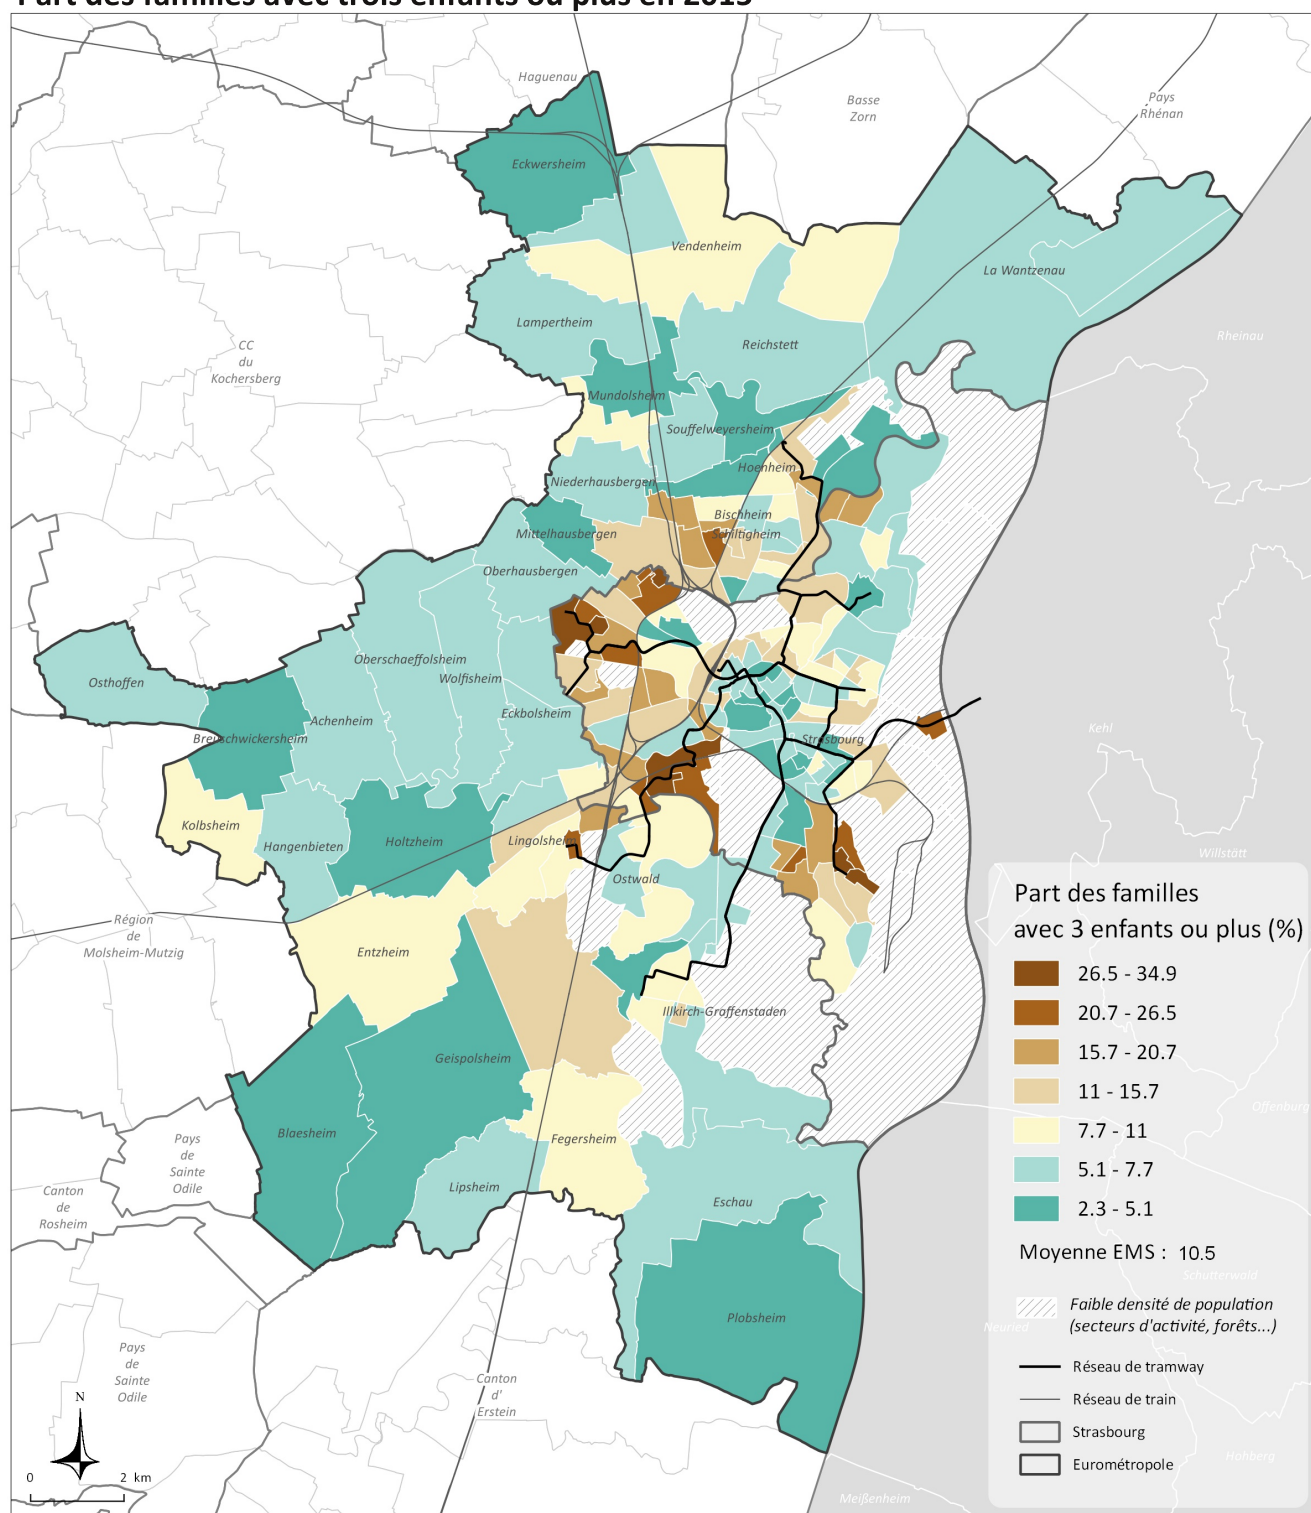 Part des familles avec trois enfants ou plus en 2015
Haguenau
Basse
Zorn
Pays
Rhénan
Eckwersheim
Vendenheim
La Wantzenau
Lampertheim
Reichstett
Rheinau
CC
du
Kochersberg
Mundolsheim
Souffelweyersheim
Hoenheim
Niederhausbergen
Bischheim
Schiltigheim
Mittelhausbergen
Oberhausbergen
Oberschaeffolsheim
Wolfisheim
Osthoffen
Achenheim
Eckbolsheim
Breuschwickersheim
Strasbourg
Kehl
Kolbsheim
Hangenbieten
Holtzheim
Lingolsheim
Ostwald
Willstätt
Région
de
Molsheim-Mutzig
Entzheim
Illkirch-Graffenstaden
Geispolsheim
Blaesheim
Fegersheim
Lipsheim
Eschau
Plobsheim
Pays
de
Sainte
Odile
Canton
de
Rosheim
Pays
de
Sainte
Odile
Canton
d'
Erstein
Offenburg
Schutterwald
Neuried
Hohberg
Meißenheim
Part des familles
avec 3 enfants ou plus (%)
26.5 - 34.9
20.7 - 26.5
15.7 - 20.7
11 - 15.7
7.7 - 11
5.1 - 7.7
2.3 - 5.1
Moyenne EMS : 10.5
Faible densité de population
(secteurs d'activité, forêts...)
Réseau de tramway
Réseau de train
Strasbourg
Eurométropole
N
0 2 km